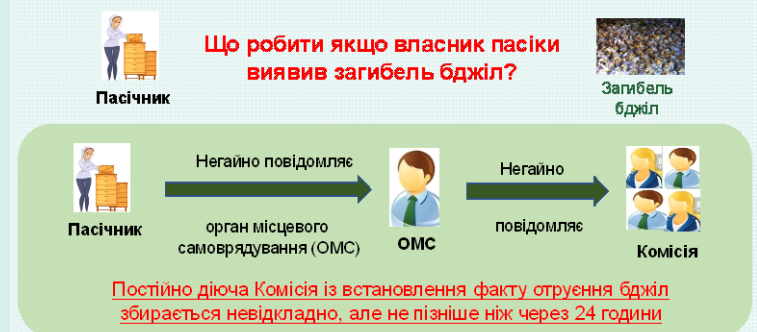 Що робити якщо власник пасіки
виявив загибель бджіл?
Пасічник
Загибель
бджіл
Негайно повідомляє
Негайно
орган місцевого
самоврядування (ОМС)
повідомляє
Пасічник
ОМС
Комісія
Постійно діюча Комісія із встановлення факту отруєння бджіл
збирається невідкладно, але не пізніше ніж через 24 години